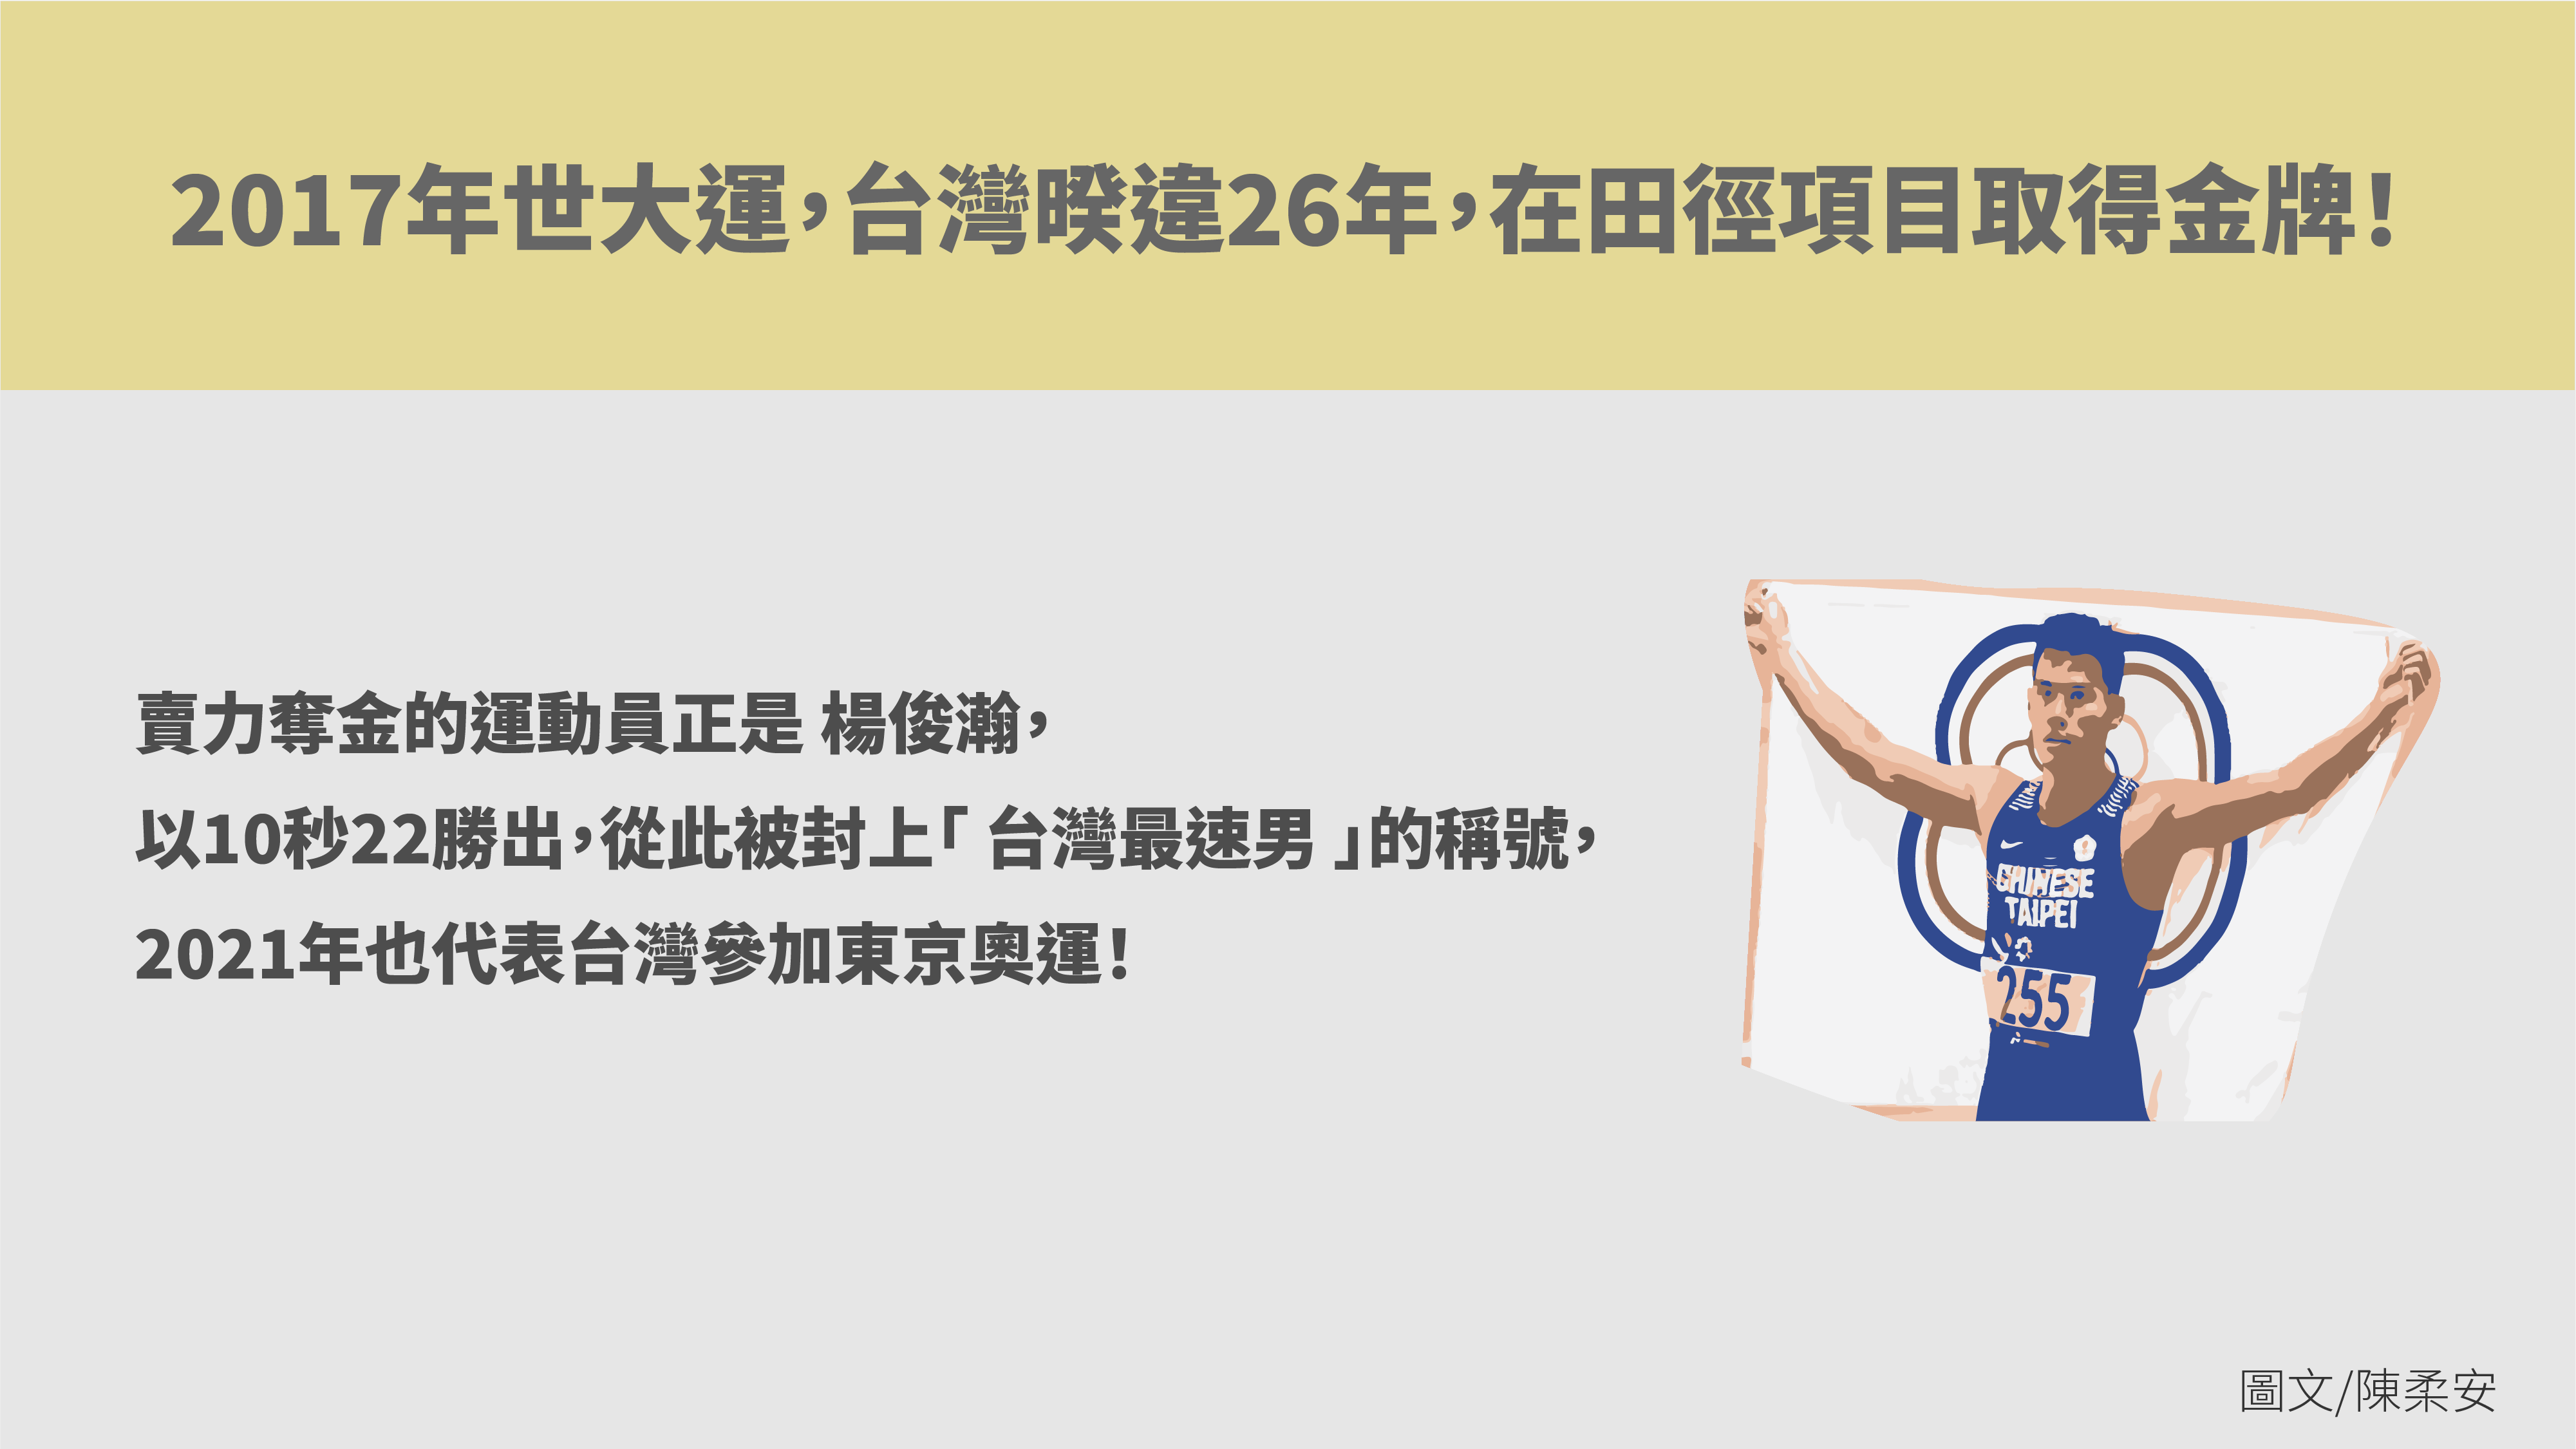 2017年世大運，台灣暌違26年，在田徑項目取得金牌！
賣力奪金的運動員正是 楊俊瀚，
以10秒22勝出，從此被封上「 台灣最速男 」的稱號，
2021年也代表台灣參加東京奧運！
CHINESE
TAIPEI
255
圖文/陳柔安